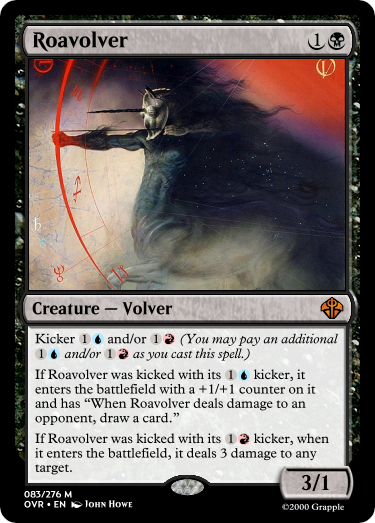 Roavolver 1
Creature — Volver
Kicker 1 and/or 1 (You may pay an additional
1 and/or 1 as you cast this spell.)
If Roavolver was kicked with its 1 kicker, it
enters the battlefield with a +1/+1 counter on it
and has “When Roavolver deals damage to an
opponent, draw a card.”
If Roavolver was kicked with its 1 kicker, when
it enters the battlefield, it deals 3 damage to any
target.
3/1
083/276 M
OVR • EN John Howe
©2000 Grapple